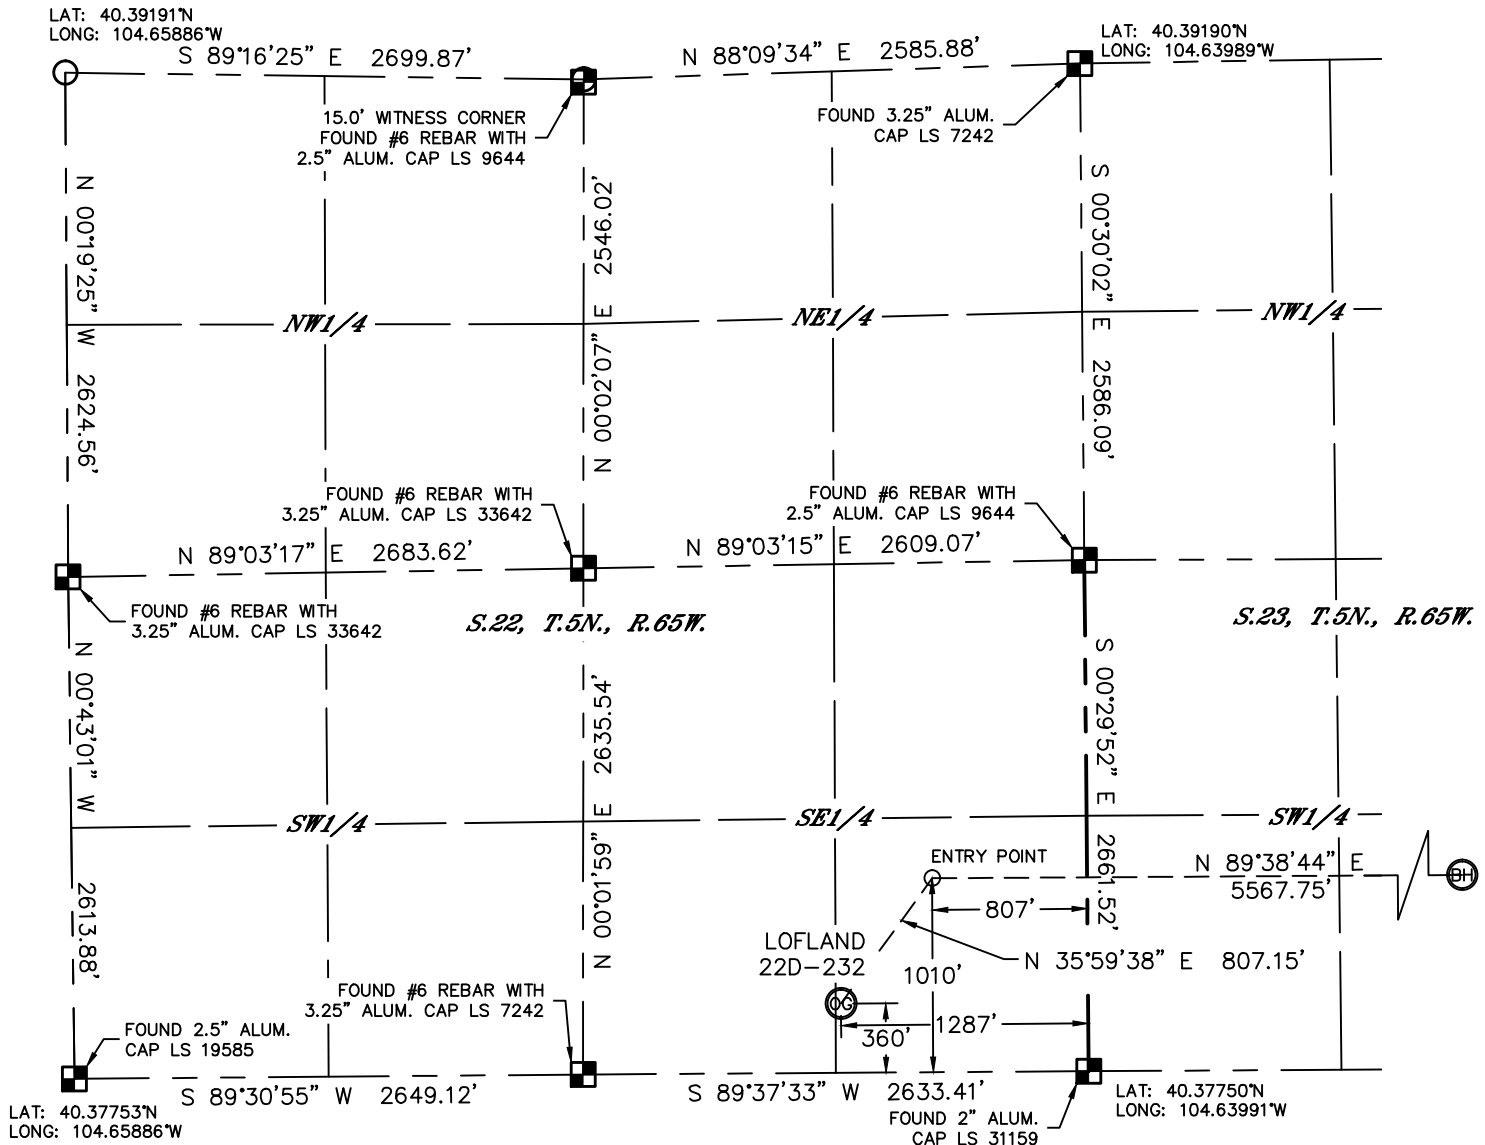 LAT: 40.39191°N
LONG: 104.65886°W
S 89°16'25" E 2699.87'
N 88°09'34" E 2585.88'
LAT: 40.39190°N
LONG: 104.63989°W
15.0' WITNESS CORNER
FOUND #6 REBAR WITH
2.5" ALUM. CAP LS 9644
FOUND 3.25" ALUM.
CAP LS 7242
N 00°19'25" W 2624.56'
N 00°02'07" E 2546.02'
S 00°30'02" E 2586.09'
NW1/4
NE1/4
NW1/4
FOUND #6 REBAR WITH
3.25" ALUM. CAP LS 33642
FOUND #6 REBAR WITH
2.5" ALUM. CAP LS 9644
N 89°03'17" E 2683.62'
N 89°03'15" E 2609.07'
FOUND #6 REBAR WITH
3.25" ALUM. CAP LS 33642
S.22, T.5N., R.65W.
S.23, T.5N., R.65W.
N 00°43'01" W 2613.88'
N 00°01'59" E 2635.54'
S 00°29'52" E 2661.52'
SW1/4
SE1/4
SW1/4
ENTRY POINT
N 89°38'44" E
5567.75'
BH
807'
LOFLAND
22D-232
N 35°59'38" E 807.15'
1010'
OG
1287'
360'
FOUND #6 REBAR WITH
3.25" ALUM. CAP LS 7242
FOUND 2.5" ALUM.
CAP LS 19585
S 89°30'55" W 2649.12'
S 89°37'33" W 2633.41'
LAT: 40.37753°N
LONG: 104.65886°W
FOUND 2" ALUM.
CAP LS 31159
LAT: 40.37750°N
LONG: 104.63991°W